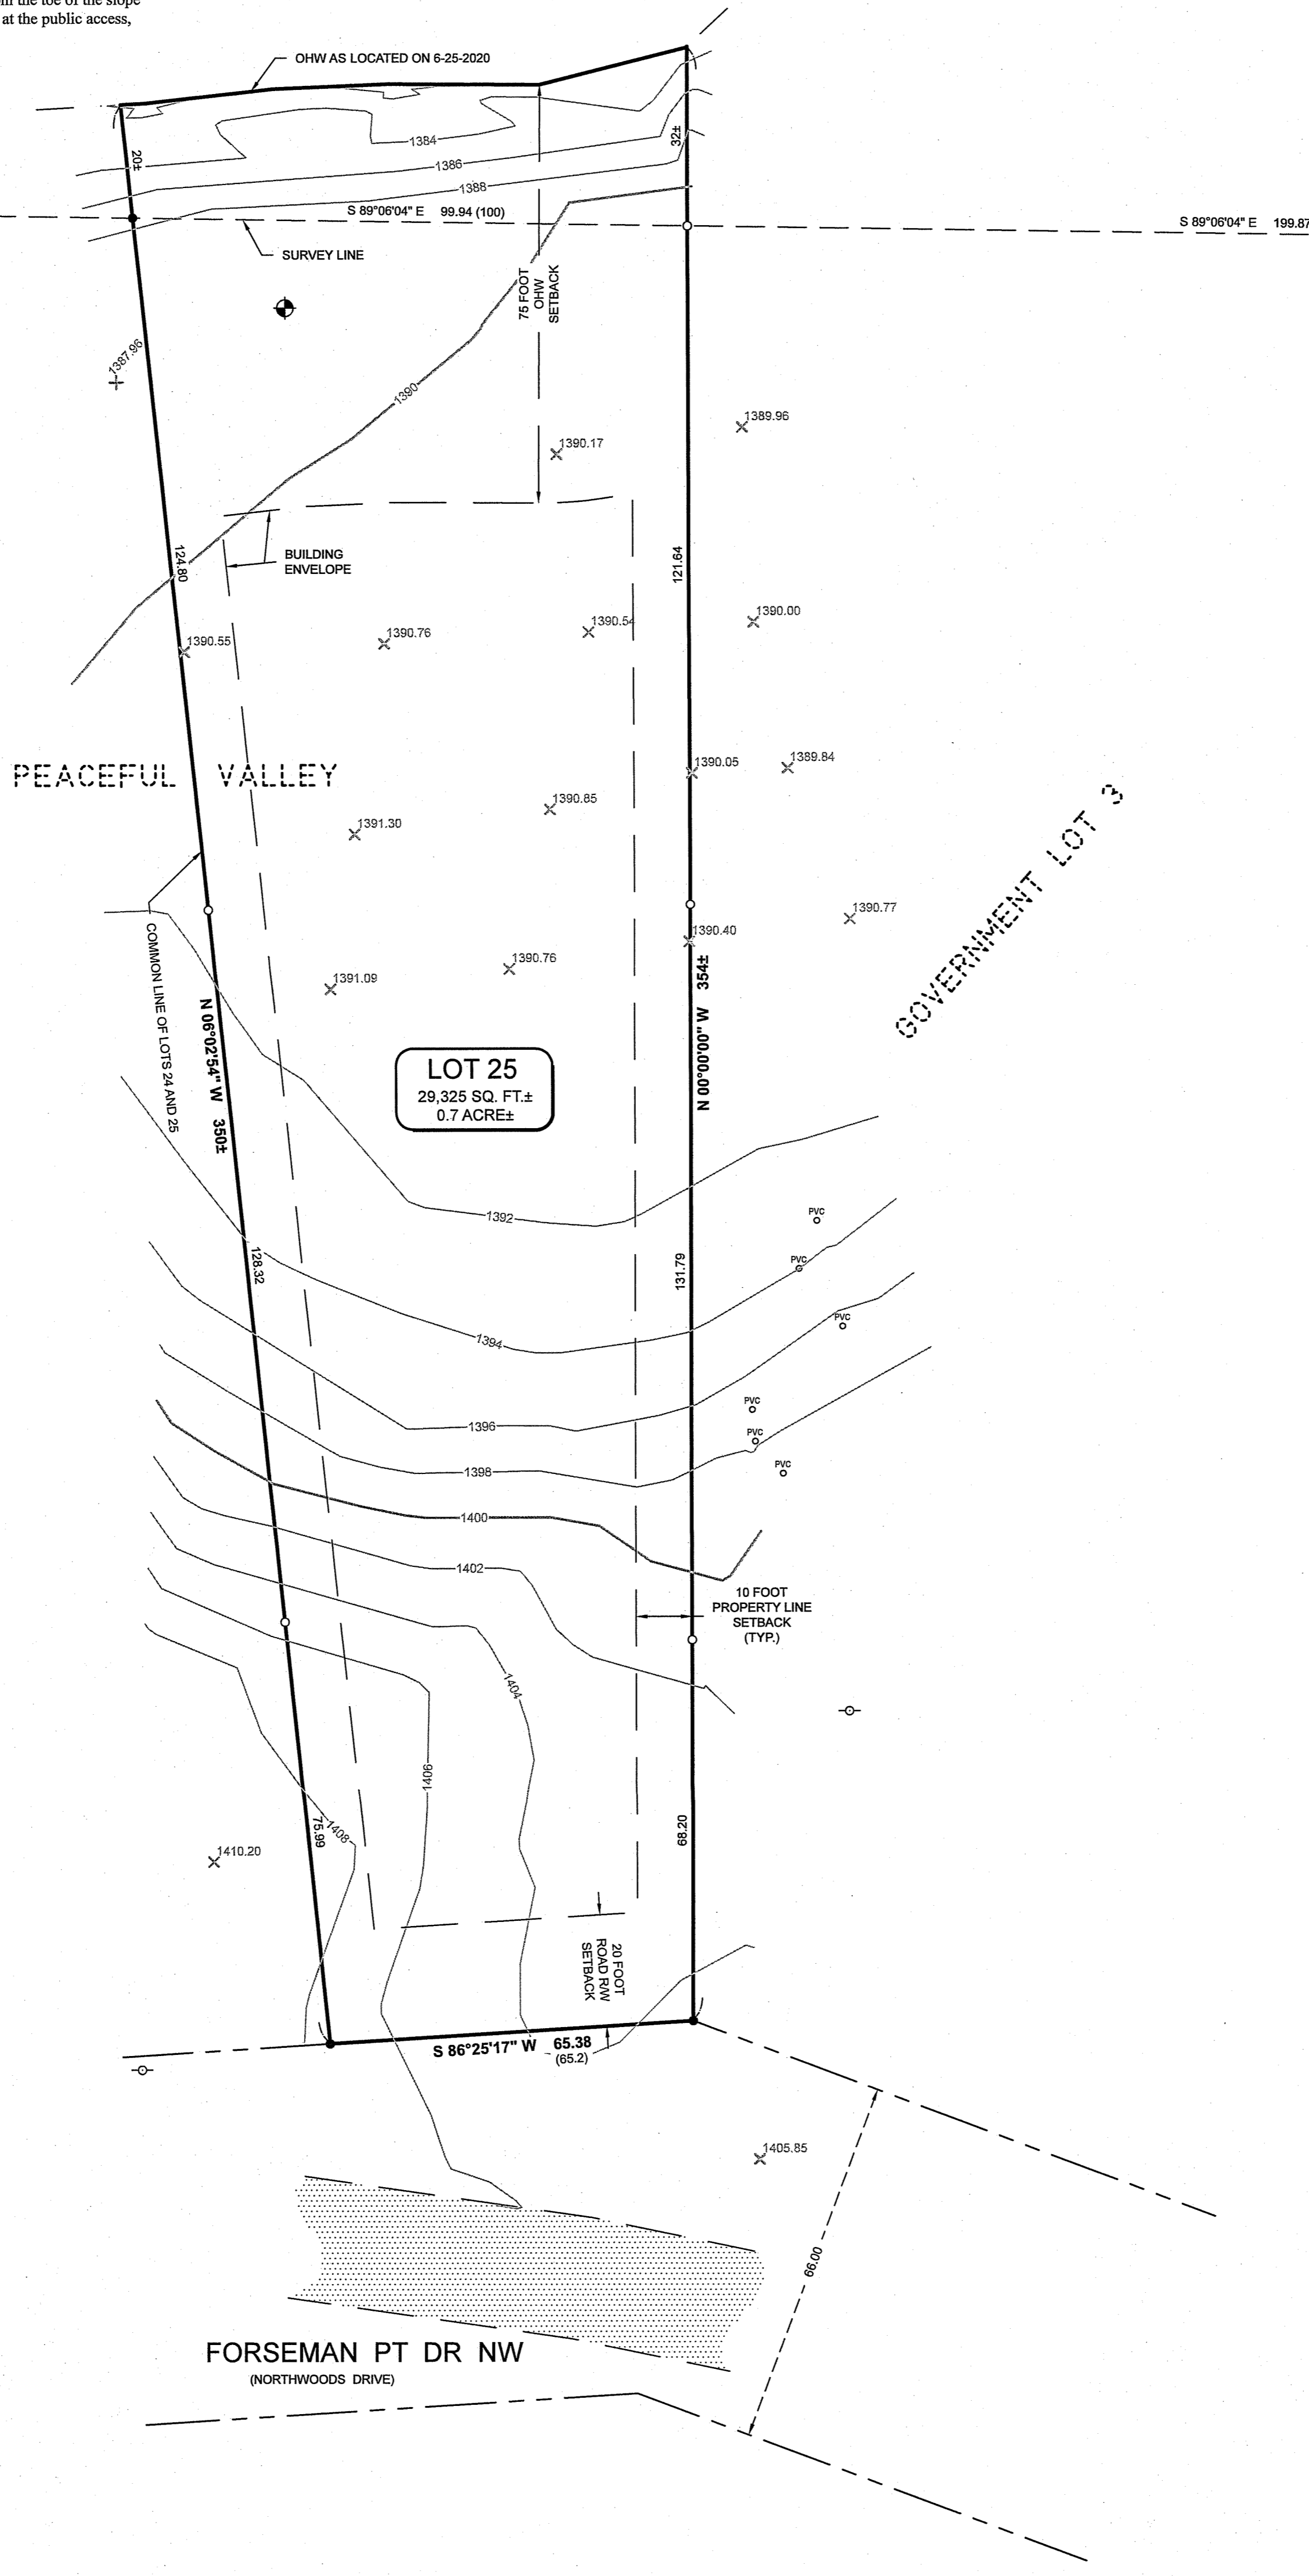 at the public access,
OHW AS LOCATED ON 6-25-2020
20±
32±
1384
1386
1388
S 89°06'04" E 99.94 (100)
S 89°06'04" E 199.87
SURVEY LINE
75 FOOT
OHW
SETBACK
1387.96
1390
1389.96
1390.17
124.80
121.64
BUILDING
ENVELOPE
1390.00
1390.54
1390.76
1390.55
PEACEFUL VALLEY
1390.05
1389.84
1390.85
1391.30
GOVERNMENT LOT 3
1390.77
1390.40
COMMON LINE OF LOTS 24 AND 25
1390.76
1391.09
N 06°02'54" W 350±
N 00°00'00" W 354±
LOT 25
29,325 SQ. FT.±
0.7 ACRE±
1392
PVC
128.32
131.79
PVC
PVC
1394
PVC
1396
PVC
PVC
1398
1400
1402
10 FOOT
PROPERTY LINE
SETBACK
(TYP.)
1404
1406
1408
75.99
68.20
1410.20
20 FOOT
ROAD R/W
SETBACK
S 86°25'17" W 65.38
(65.2)
1405.85
66.00
FORSEMAN PT DR NW
(NORTHWOODS DRIVE)